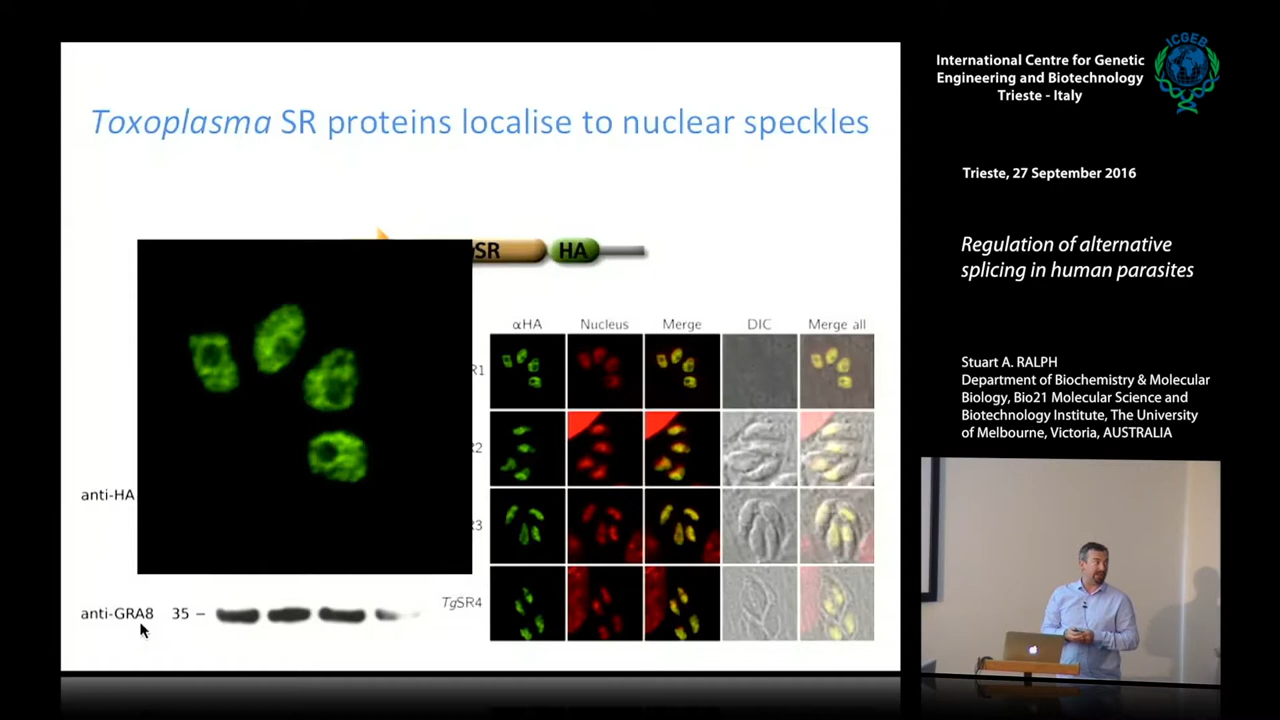 Toxoplasma SR proteins localise to nuclear speckles
SR
HA
αHA
Nucleus
Merge
DIC
Merge all
R1
R2
R3
TgSR4
anti-HA
anti-GRA8
35 –
International Centre for Genetic
Engineering and Biotechnology
Trieste - Italy
ICGEB
Trieste, 27 September 2016
Regulation of alternative
splicing in human parasites
Stuart A. RALPH
Department of Biochemistry & Molecular
Biology, Bio21 Molecular Science and
Biotechnology Institute, The University
of Melbourne, Victoria, AUSTRALIA